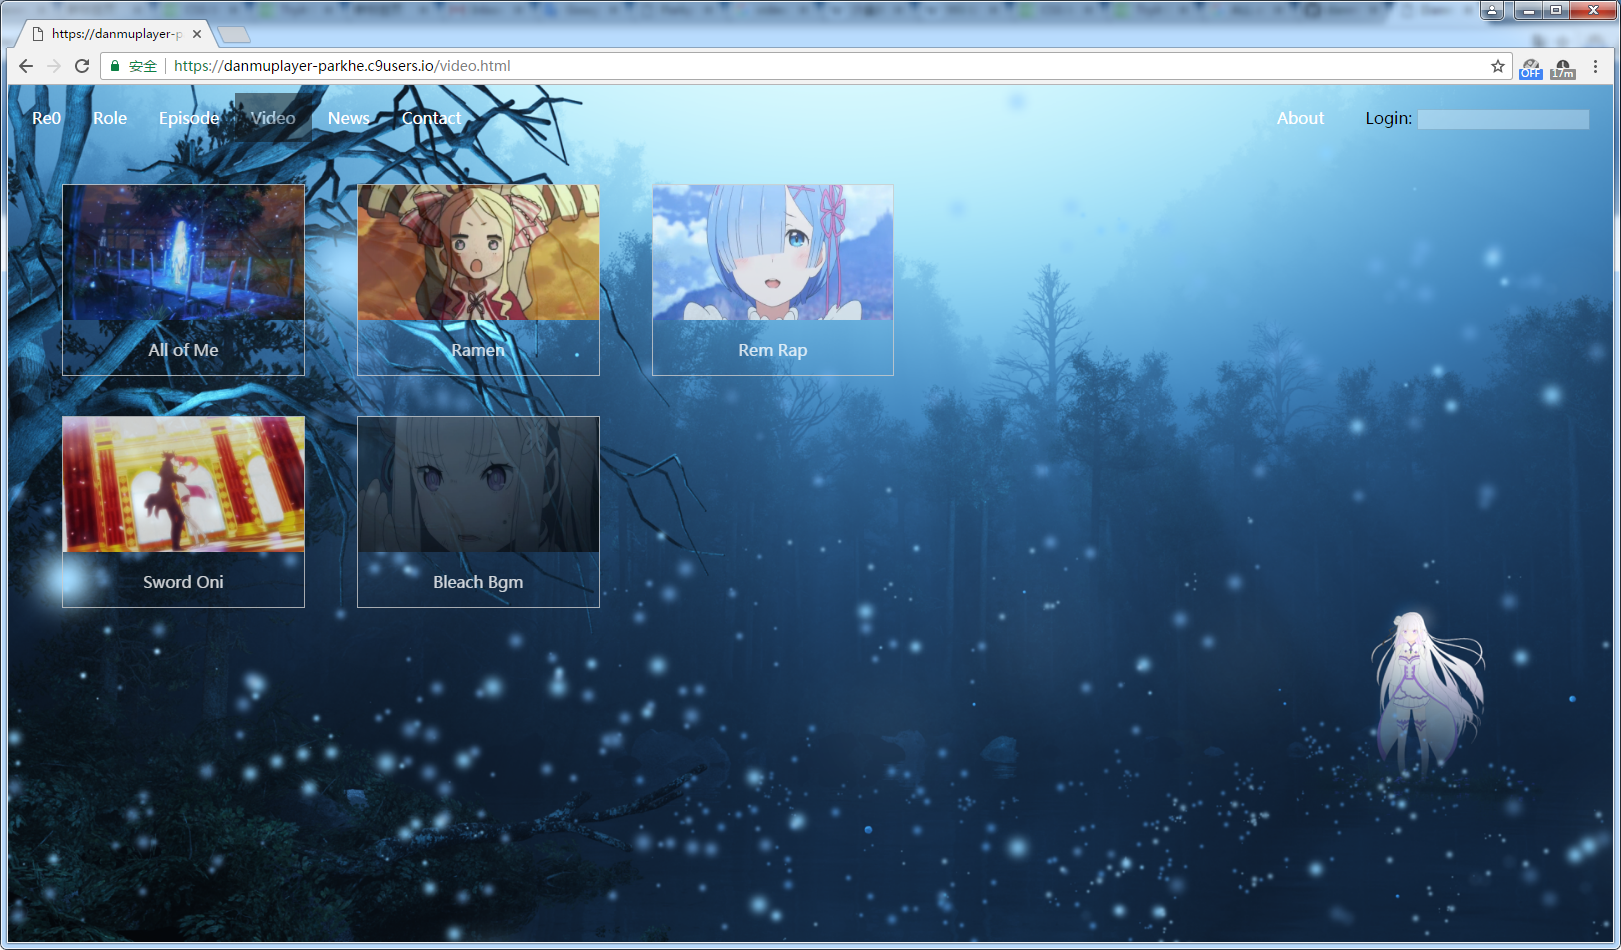 https://danmuplayer-p
安全 https://danmuplayer-parkhe.c9users.io/video.html
OFF 17m
Re0 Role Episode Video News Contact About Login:
All of Me Ramen Rem Rap
Sword Oni Bleach Bgm